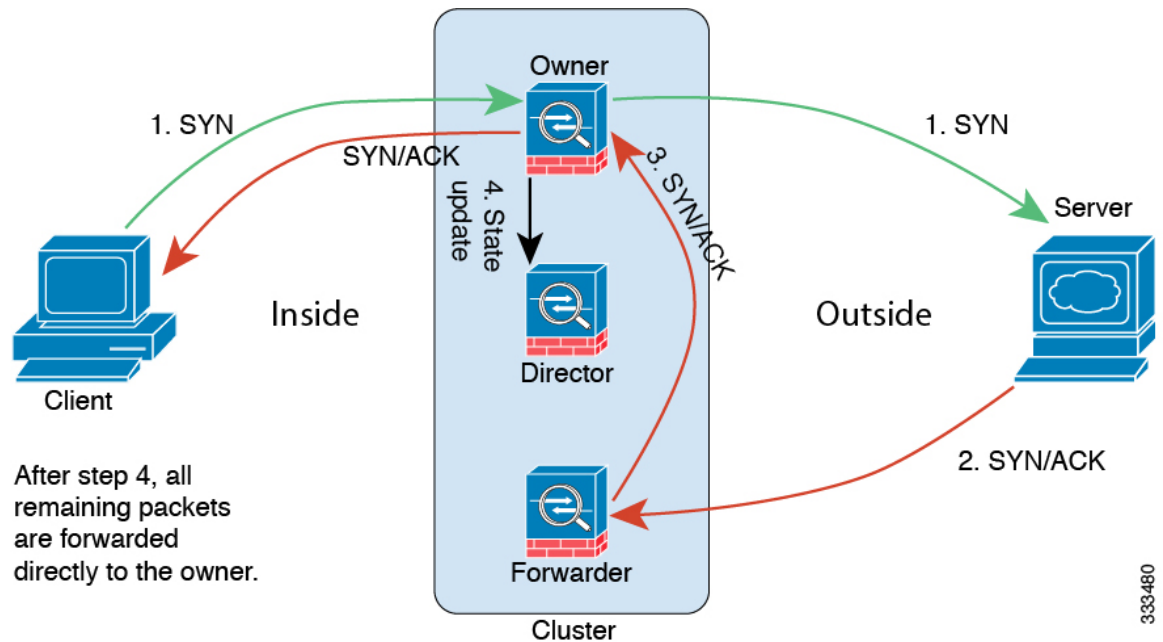 Owner
1. SYN
1. SYN
SYN/ACK
3. SYN/ACK
4. State
update
Server
Inside
Outside
Director
Client
2. SYN/ACK
After step 4, all
remaining packets
are forwarded
directly to the owner.
Forwarder
Cluster
333480